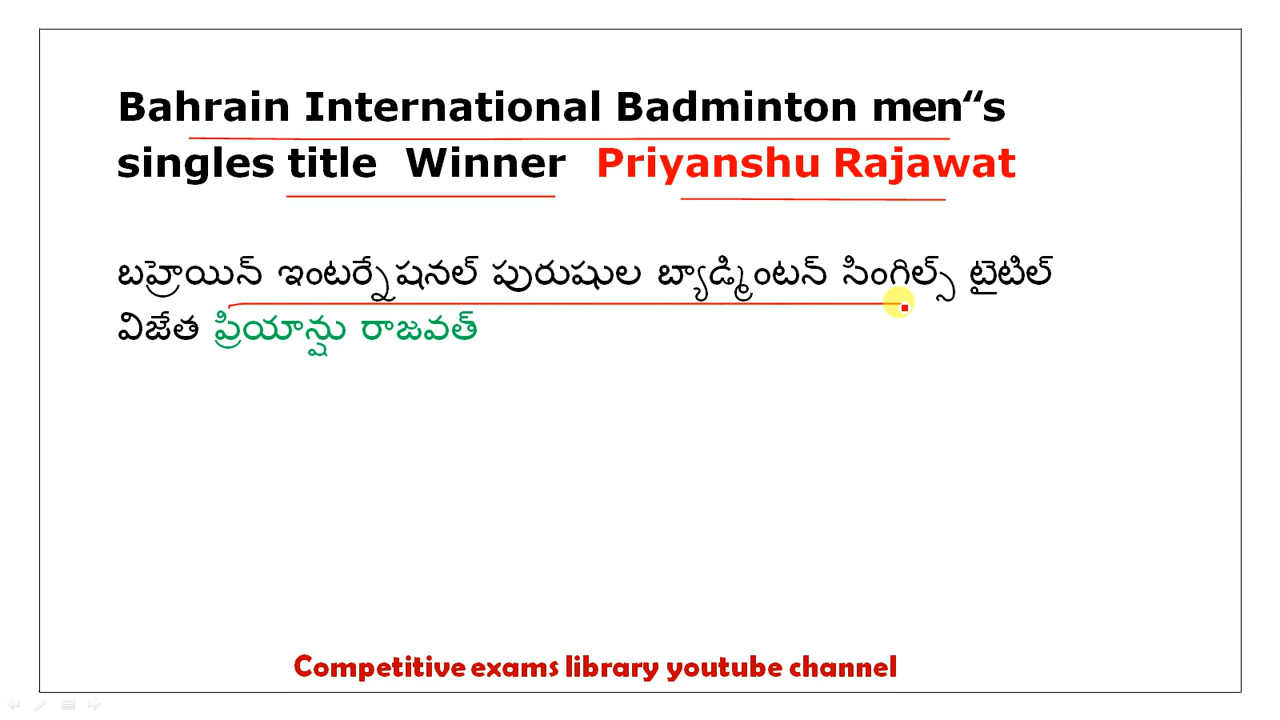 Bahrain International Badminton men“s
singles title Winner Priyanshu Rajawat
బహ్రెయిన్ ఇంటర్నేషనల్ పురుషుల బ్యాడ్మింటన్ సింగిల్స్ టైటిల్
విజేత ప్రియాన్షు రాజవత్
Competitive exams library youtube channel